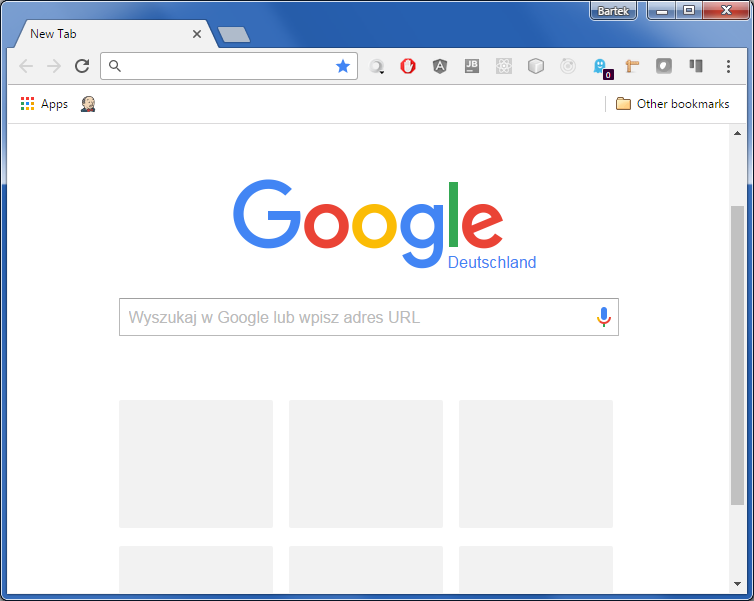 Bartek
New Tab
JB
0
Apps
Other bookmarks
Google
Deutschland
Wyszukaj w Google lub wpisz adres URL